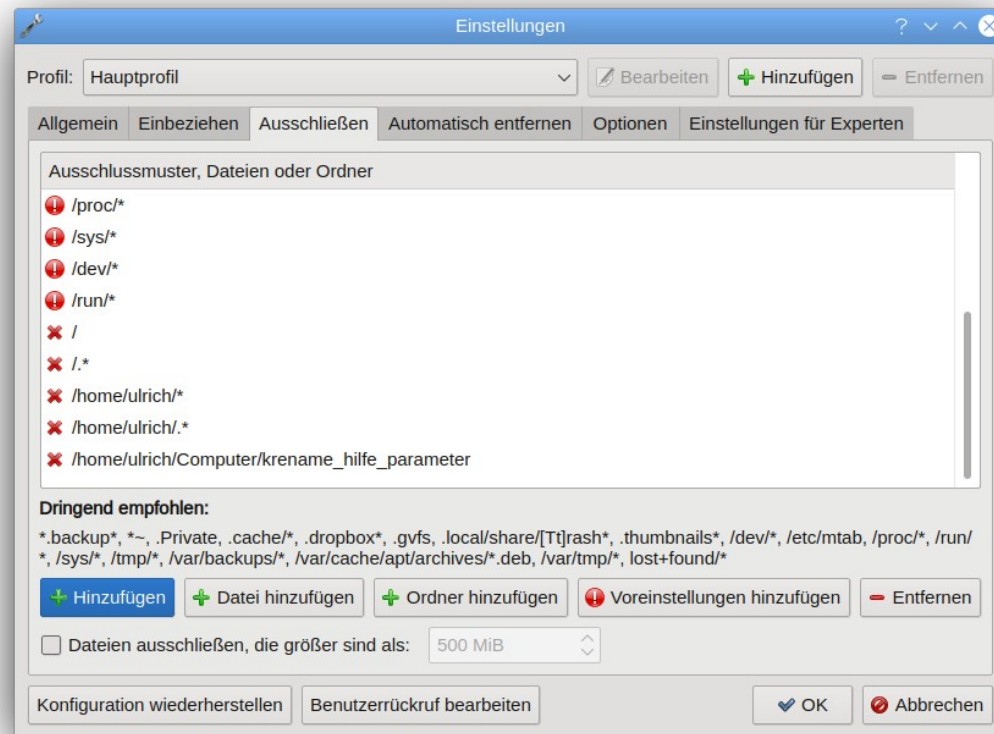 Einstellungen
?
Profil: Hauptprofil Bearbeiten Hinzufügen Entfernen
Allgemein Einbeziehen Ausschließen Automatisch entfernen Optionen Einstellungen für Experten
Ausschlussmuster, Dateien oder Ordner
/proc/*
/sys/*
/dev/*
/run/*
/
/.*
/home/ulrich/*
/home/ulrich/.*
/home/ulrich/Computer/krename_hilfe_parameter
Dringend empfohlen:
*.backup*, *~, .Private, .cache/*, .dropbox*, .gvfs, .local/share/[Tt]rash*, .thumbnails*, /dev/*, /etc/mtab, /proc/*, /run/
*, /sys/*, /tmp/*, /var/backups/*, /var/cache/apt/archives/*.deb, /var/tmp/*, lost+found/*
Hinzufügen Datei hinzufügen Ordner hinzufügen Voreinstellungen hinzufügen Entfernen
Dateien ausschließen, die größer sind als: 500 MiB
Konfiguration wiederherstellen Benutzerrückruf bearbeiten OK Abbrechen